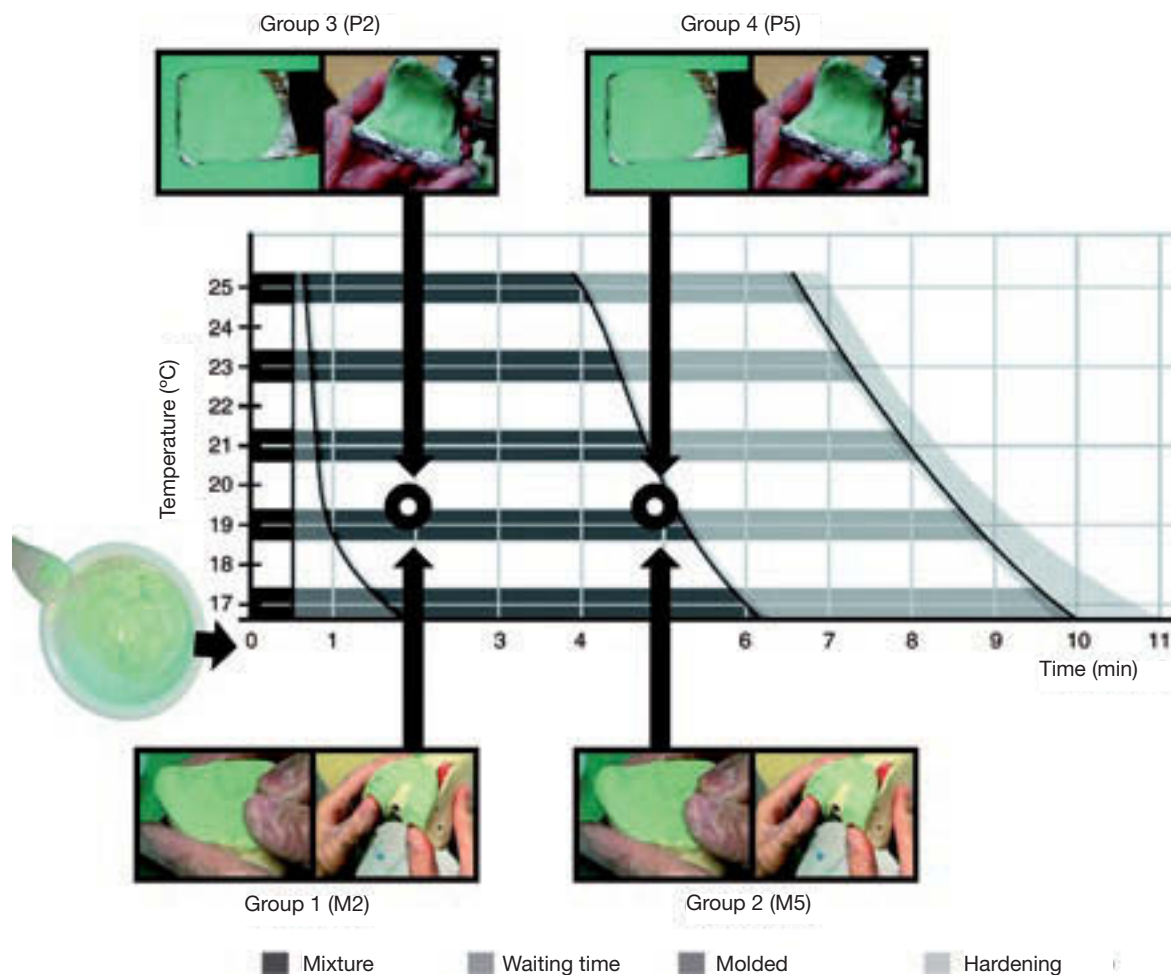 Group 3 (P2)
Group 4 (P5)
Temperature (ºC)
25
24
23
22
21
20
19
18
17
0 1 3 4 6 7 8 9 10 11
Time (min)
Group 1 (M2)
Group 2 (M5)
Mixture
Waiting time
Molded
Hardening